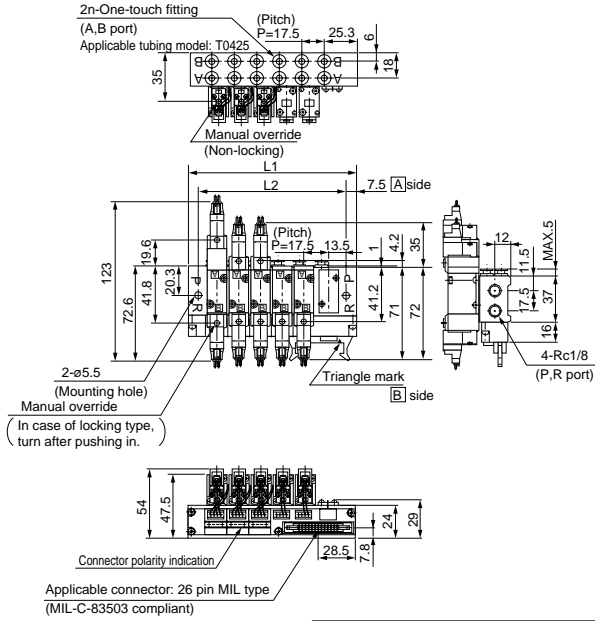 2n-One-touch fitting
(A,B port)
Applicable tubing model: T0425
(Pitch)
P=17.5
25.3
6
18
35
B
B
A
A
Manual override
(Non-locking)
L1
L2
7.5
A side
(Pitch)
P=17.5
13.5
1
4.2
35
123
72.6
19.6
20.3
41.8
P
R
P
R
41.2
71
72
12
MAX.5
11.5
17.5
37
16
2-ø5.5
(Mounting hole)
Manual override
(In case of locking type,
turn after pushing in.)
Triangle mark
B side
4-Rc1/8
(P,R port)
54
47.5
24
29
7.8
28.5
Connector polarity indication
Applicable connector: 26 pin MIL type
(MIL-C-83503 compliant)